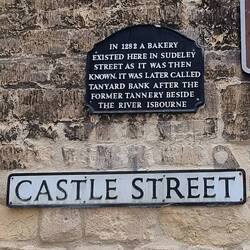 IN 1282 A BAKERY
EXISTED HERE IN SUDELEY
STREET AS IT WAS THEN
KNOWN. IT WAS LATER CALLED
TANYARD BANK AFTER THE
FORMER TANNERY BESIDE
THE RIVER ISBOURNE
CASTLE STREET